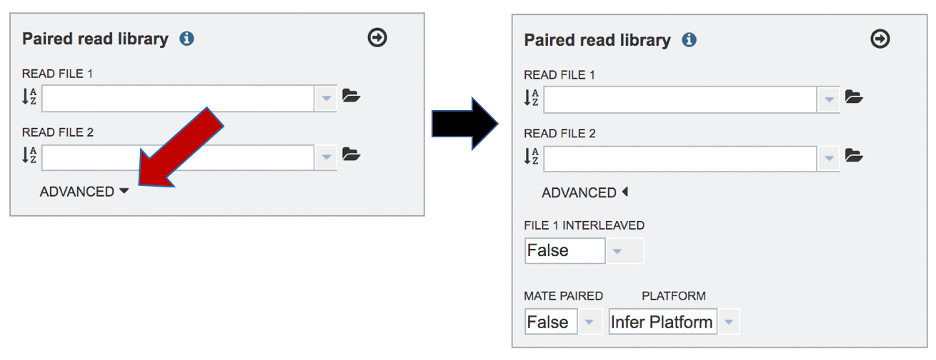 Paired read library
READ FILE 1
READ FILE 2
ADVANCED
Paired read library
READ FILE 1
READ FILE 2
ADVANCED
FILE 1 INTERLEAVED
False
MATE PAIRED PLATFORM
False Infer Platform